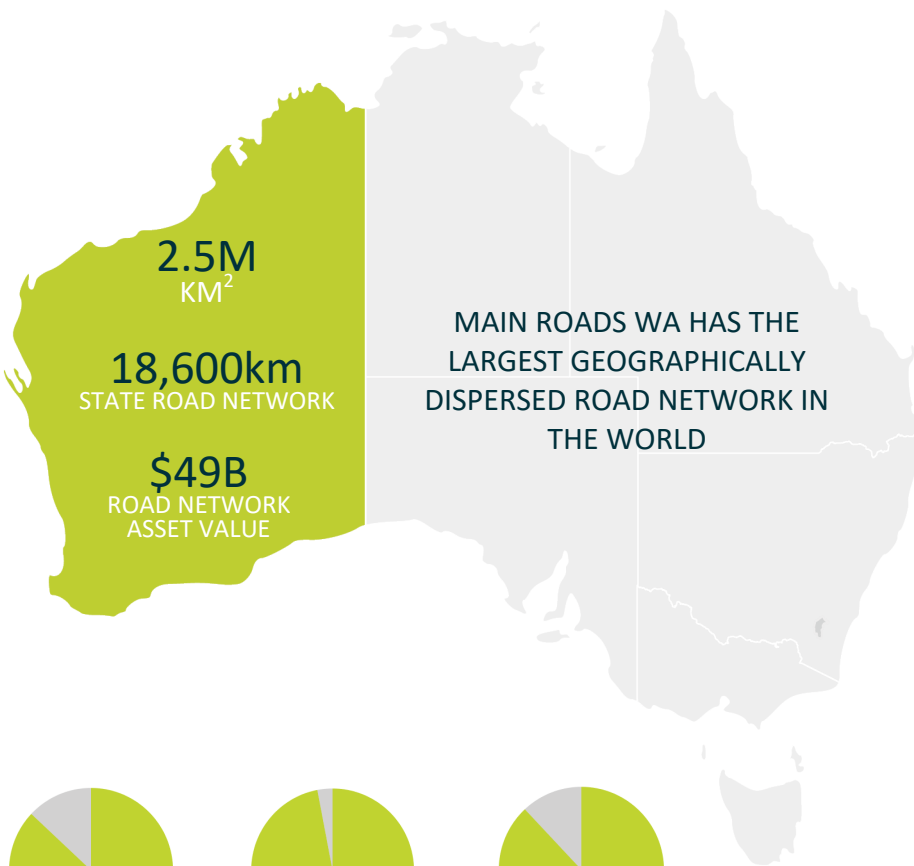 2.5M
KM²
18,600km
STATE ROAD NETWORK
$49B
ROAD NETWORK
ASSET VALUE
MAIN ROADS WA HAS THE
LARGEST GEOGRAPHICALLY
DISPERSED ROAD NETWORK IN
THE WORLD